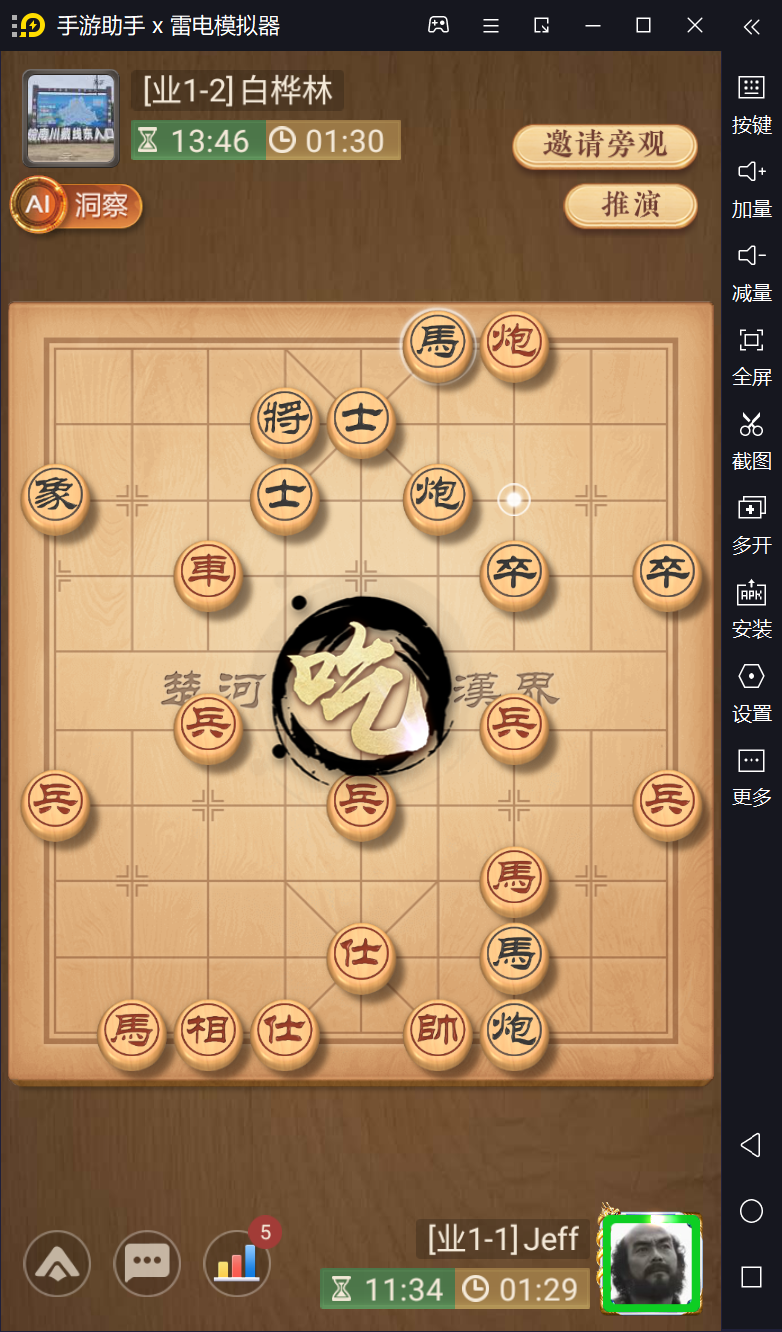 手游助手 x 雷电模拟器
[业1-2] 白桦林
13:46 01:30
邀请旁观
AI 洞察
推演
按键
加量
减量
全屏
截图
多开
APK
安装
设置
更多
馬 炮
將 士
象 士 炮
車 卒 卒
楚河 吃 漢界
兵 兵
兵 兵 兵
馬
仕 馬
馬 相 仕 帥 炮
5
[业1-1] Jeff
11:34 01:29